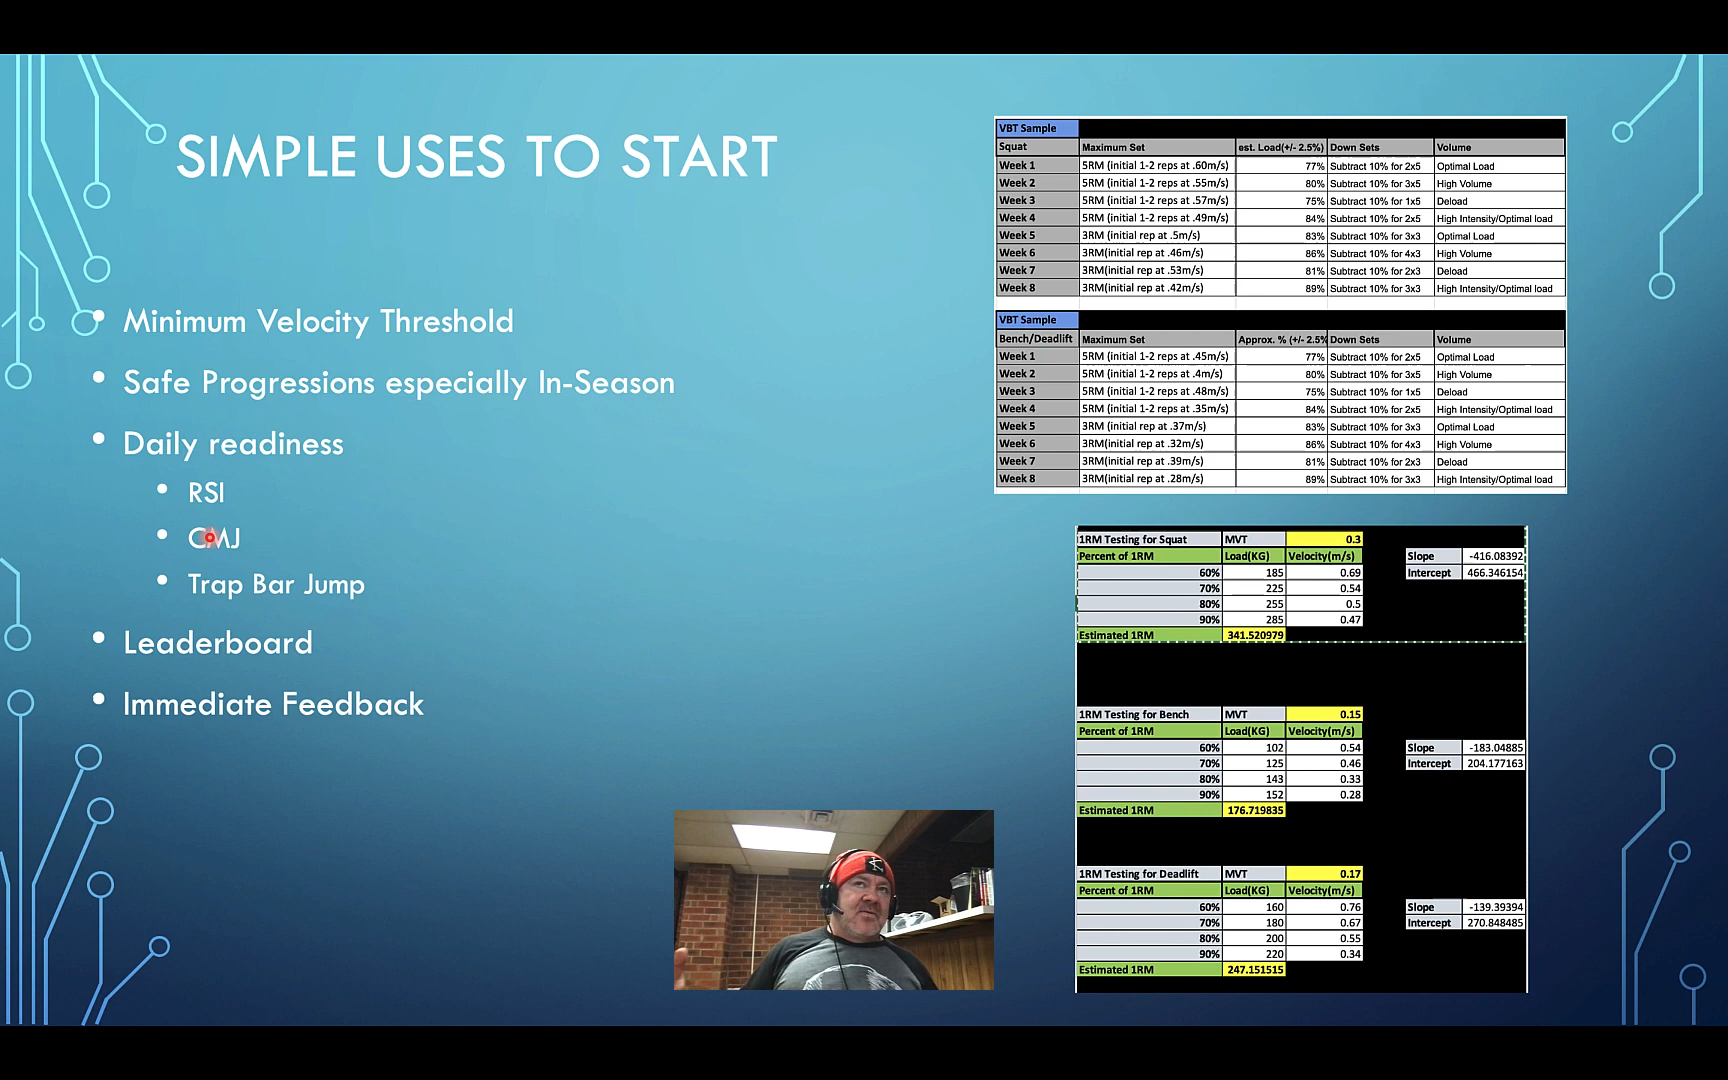 SIMPLE USES TO START
Minimum Velocity Threshold
Safe Progressions especially In-Season
Daily readiness
RSI
CMJ
Trap Bar Jump
Leaderboard
Immediate Feedback
VBT Sample
Squat Maximum Set est. Load(+/- 2.5%) Down Sets Volume
Week 1 5RM (initial 1-2 reps at .60m/s) 77% Subtract 10% for 2x5 Optimal Load
Week 2 5RM (initial 1-2 reps at .55m/s) 80% Subtract 10% for 3x5 High Volume
Week 3 5RM (initial 1-2 reps at .57m/s) 75% Subtract 10% for 1x5 Deload
Week 4 5RM (initial 1-2 reps at .49m/s) 84% Subtract 10% for 2x5 High Intensity/Optimal load
Week 5 3RM (initial rep at .5m/s) 83% Subtract 10% for 3x3 Optimal Load
Week 6 3RM(initial rep at .46m/s) 86% Subtract 10% for 4x3 High Volume
Week 7 3RM(initial rep at .53m/s) 81% Subtract 10% for 2x3 Deload
Week 8 3RM(initial rep at .42m/s) 89% Subtract 10% for 3x3 High Intensity/Optimal load
VBT Sample
Bench/Deadlift Maximum Set Approx. % (+/- 2.5% Down Sets Volume
Week 1 5RM (initial 1-2 reps at .45m/s) 77% Subtract 10% for 2x5 Optimal Load
Week 2 5RM (initial 1-2 reps at .4m/s) 80% Subtract 10% for 3x5 High Volume
Week 3 5RM (initial 1-2 reps at .48m/s) 75% Subtract 10% for 1x5 Deload
Week 4 5RM (initial 1-2 reps at .35m/s) 84% Subtract 10% for 2x5 High Intensity/Optimal load
Week 5 3RM (initial rep at .37m/s) 83% Subtract 10% for 3x3 Optimal Load
Week 6 3RM(initial rep at .32m/s) 86% Subtract 10% for 4x3 High Volume
Week 7 3RM(initial rep at .39m/s) 81% Subtract 10% for 2x3 Deload
Week 8 3RM(initial rep at .28m/s) 89% Subtract 10% for 3x3 High Intensity/Optimal load
1RM Testing for Squat MVT 0.3
Percent of 1RM Load(KG) Velocity(m/s) Slope -416.08392
60% 185 0.69 Intercept 466.346154
70% 225 0.54
80% 255 0.5
90% 285 0.47
Estimated 1RM 341.520979
1RM Testing for Bench MVT 0.15
Percent of 1RM Load(KG) Velocity(m/s)
60% 102 0.54 Slope -183.04885
70% 125 0.46 Intercept 204.177163
80% 143 0.33
90% 152 0.28
Estimated 1RM 176.719835
1RM Testing for Deadlift MVT 0.17
Percent of 1RM Load(KG) Velocity(m/s)
60% 160 0.76 Slope -139.39394
70% 180 0.67 Intercept 270.848485
80% 200 0.55
90% 220 0.34
Estimated 1RM 247.151515